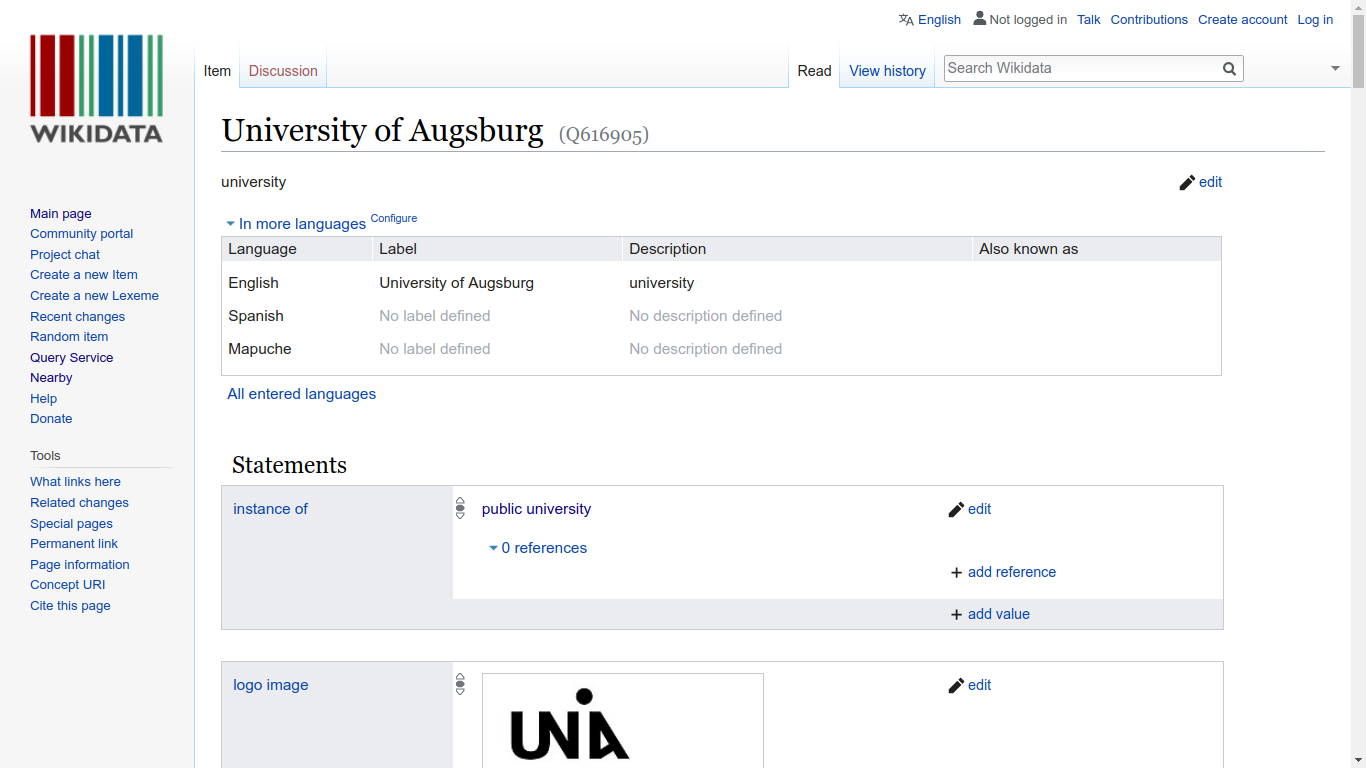 English Not logged in Talk Contributions Create account Log in
WIKIDATA
Item Discussion Read View history Search Wikidata
University of Augsburg (Q616905)
university edit
In more languages Configure
Language Label Description Also known as
English University of Augsburg university
Spanish No label defined No description defined
Mapuche No label defined No description defined
All entered languages
Main page
Community portal
Project chat
Create a new Item
Create a new Lexeme
Recent changes
Random item
Query Service
Nearby
Help
Donate
Tools
What links here
Related changes
Special pages
Permanent link
Page information
Concept URI
Cite this page
Statements
instance of public university edit
0 references
+ add reference
+ add value
logo image edit
UNIA